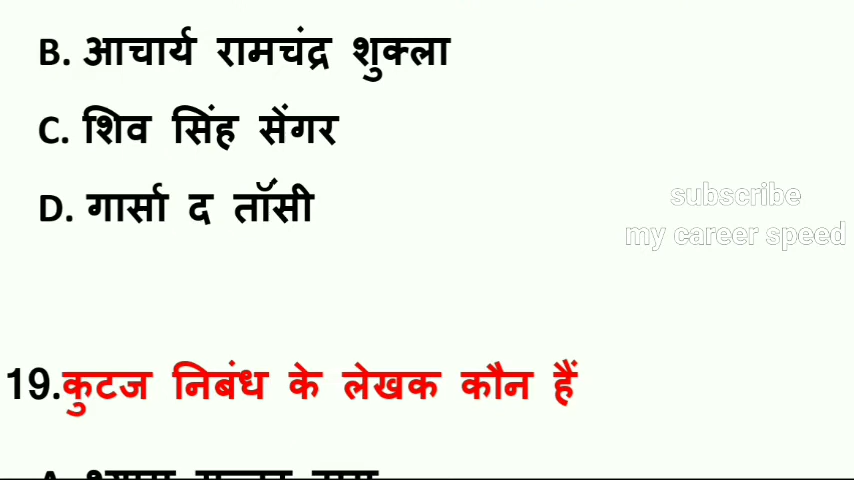 B. आचार्य रामचंद्र शुक्ला
C. शिव सिंह सेंगर
D. गार्सा द तॉसी
subscribe
my career speed
19.कुटज निबंध के लेखक कौन हैं